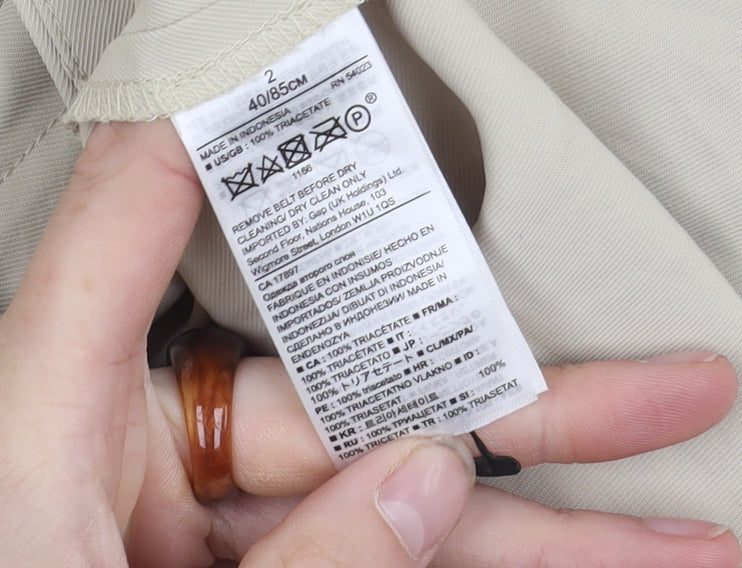 2
40/85CM
RN 54023
MADE IN INDONESIA
■ US/GB : 100% TRIACETATE
P ®
1166
REMOVE BELT BEFORE DRY
CLEANING/ DRY CLEAN ONLY
IMPORTED BY: Gap (UK Holdings) Ltd.
Second Floor, Nations House, 103
Wigmore Street, London W1U 1QS
CA 17897
Одежда второго слоя
FABRIQUE EN INDONISIE/ HECHO EN
INDONESIA CON INSUMOS
IMPORTADOS/ ZEMLJA PROIZVODNJE
INDONEZIJA/ DIBUAT DI INDONESIA/
СДЕЛАНО В ИНДОНЕЗИИ/ MADE IN
ENDENOZYA
■ CA : 100% TRIACÉTATE ■ FR/MA :
100% TRIACÉTATE ■ IT :
100% TRIACETATE ■ JP :
100% トリアセテート ■ CL/MX/PA/
PE : 100% triacetato ■ HR :
100% TRIACETATNO VLAKNO ■ ID :
100% TRIASETAT
■ KR : 트리아세테이트 100%
■ RU : 100% ТРИАЦЕТАТ ■ SI :
100% TRICETAT ■ TR : 100% TRIASETAT